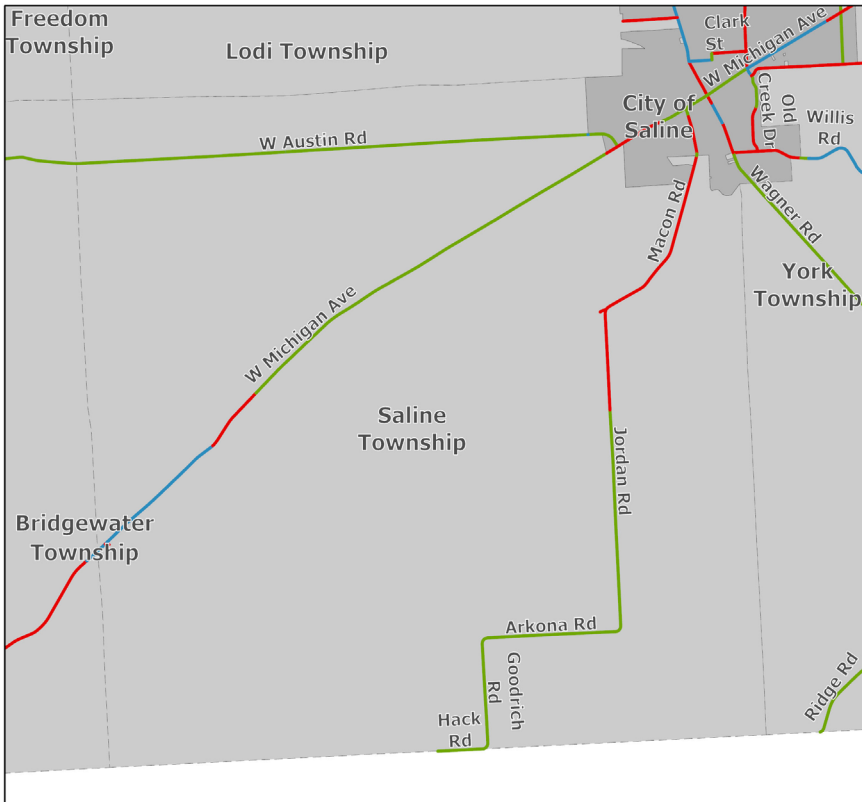 Freedom
Township
Lodi Township
Clark
St
W Michigan Ave
City of
Saline
Old
Creek Dr
Willis
Rd
W Austin Rd
Macon Rd
Wagner Rd
York
Township
W Michigan Ave
Saline
Township
Jordan Rd
Bridgewater
Township
Arkona Rd
Goodrich
Rd
Hack
Rd
Ridge Rd